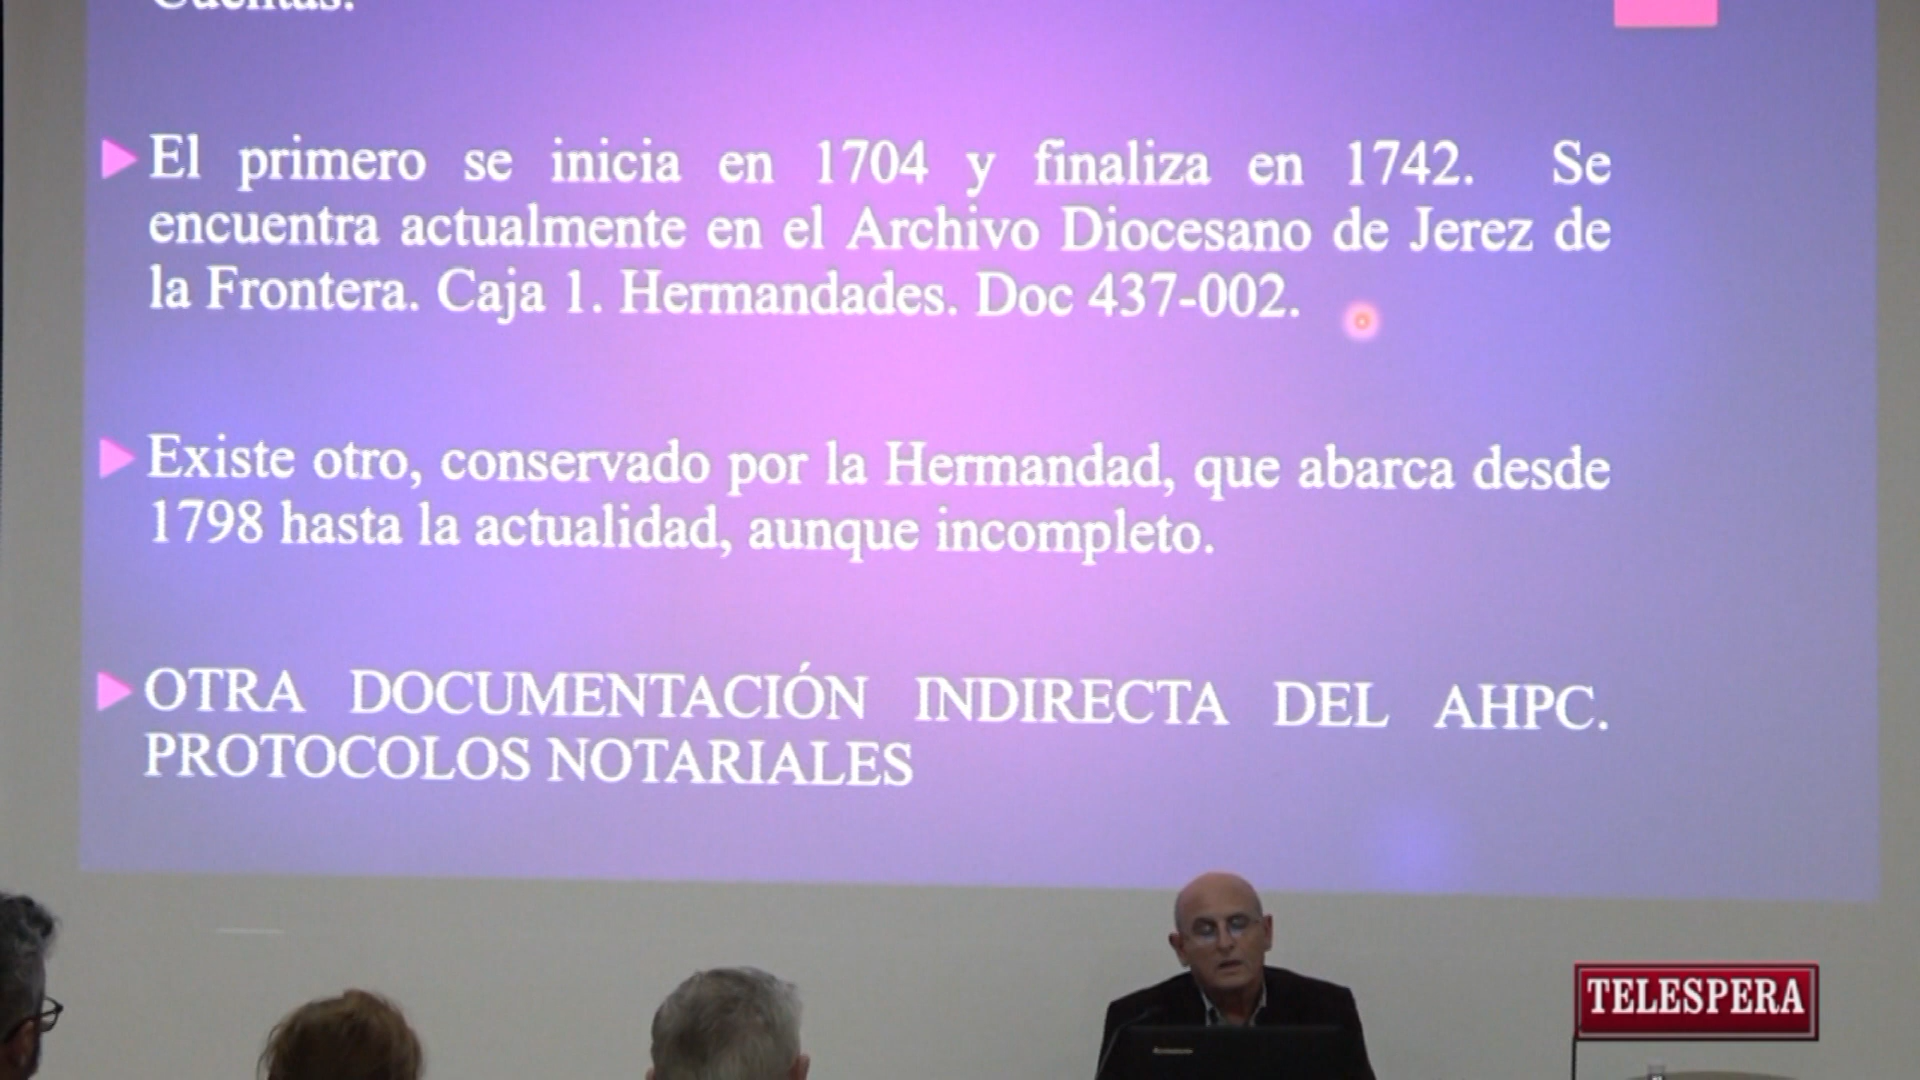 Cuentas.
El primero se inicia en 1704 y finaliza en 1742. Se
encuentra actualmente en el Archivo Diocesano de Jerez de
la Frontera. Caja 1. Hermandades. Doc 437-002.
Existe otro, conservado por la Hermandad, que abarca desde
1798 hasta la actualidad, aunque incompleto.
OTRA DOCUMENTACIÓN INDIRECTA DEL AHPC.
PROTOCOLOS NOTARIALES
TELESPERA